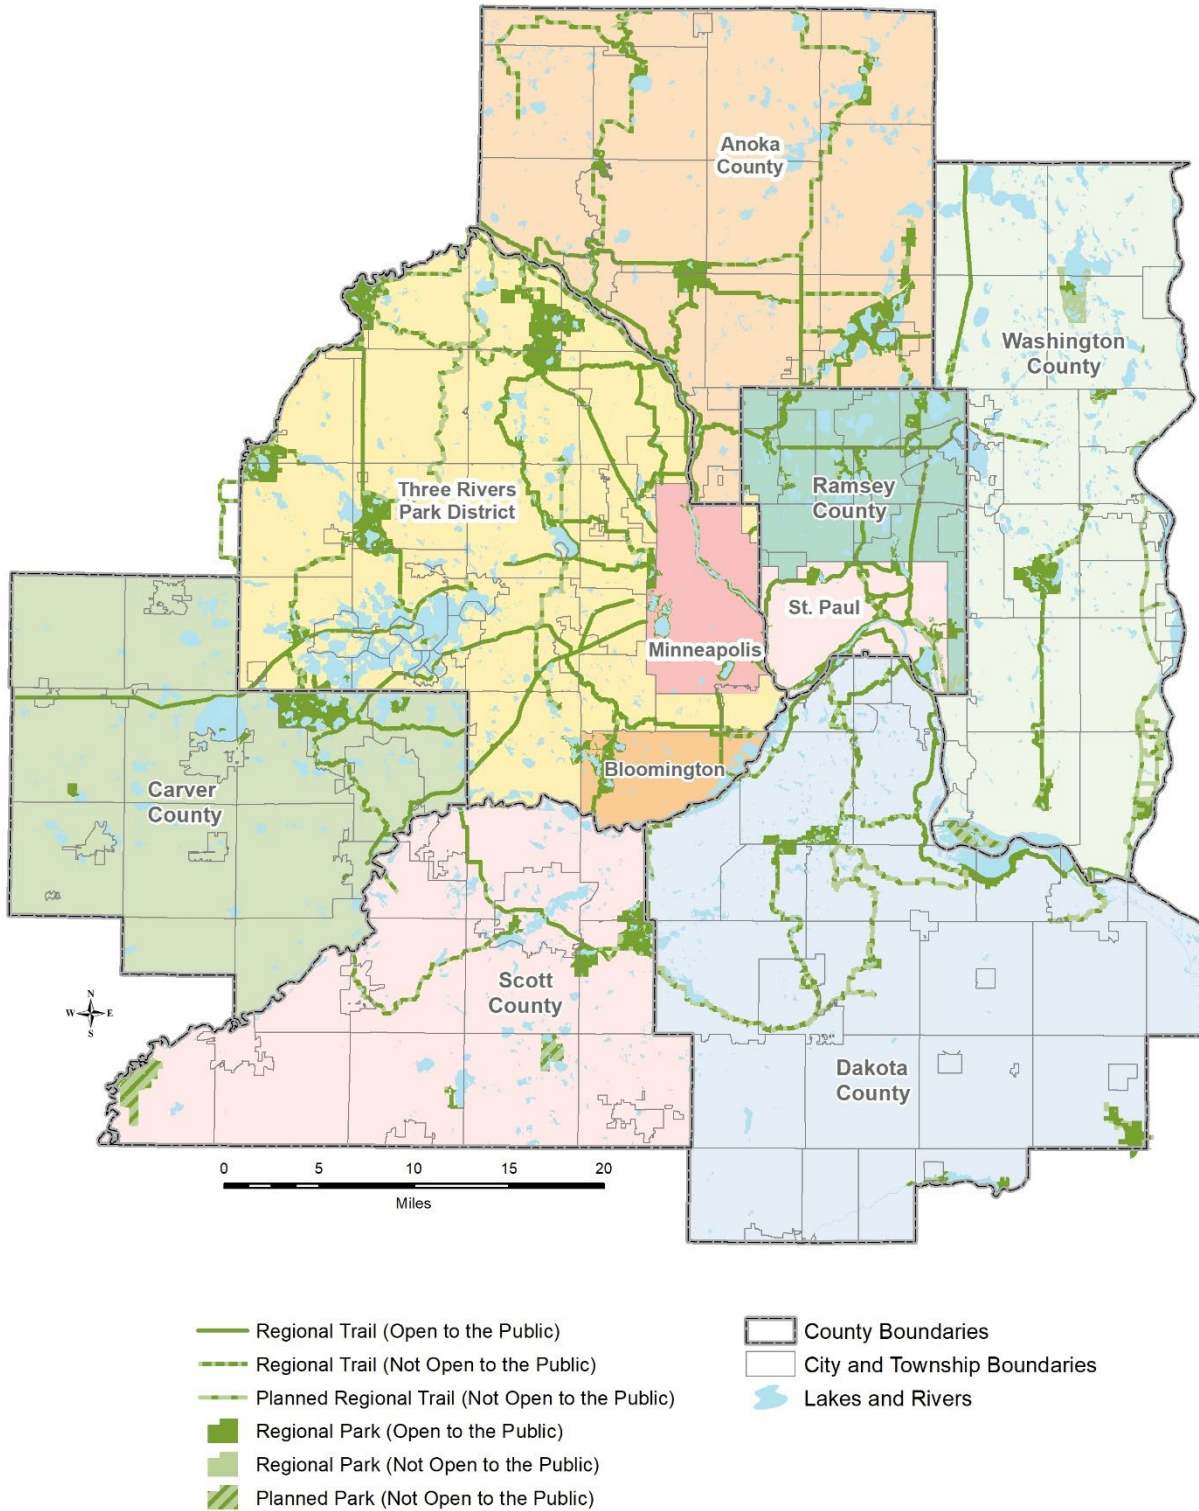 Anoka
County
Washington
County
Three Rivers
Park District
Ramsey
County
St. Paul
Minneapolis
Bloomington
Carver
County
Scott
County
Dakota
County
N
W E
S
0 5 10 15 20
Miles
Regional Trail (Open to the Public)
Regional Trail (Not Open to the Public)
Planned Regional Trail (Not Open to the Public)
Regional Park (Open to the Public)
Regional Park (Not Open to the Public)
Planned Park (Not Open to the Public)
County Boundaries
City and Township Boundaries
Lakes and Rivers